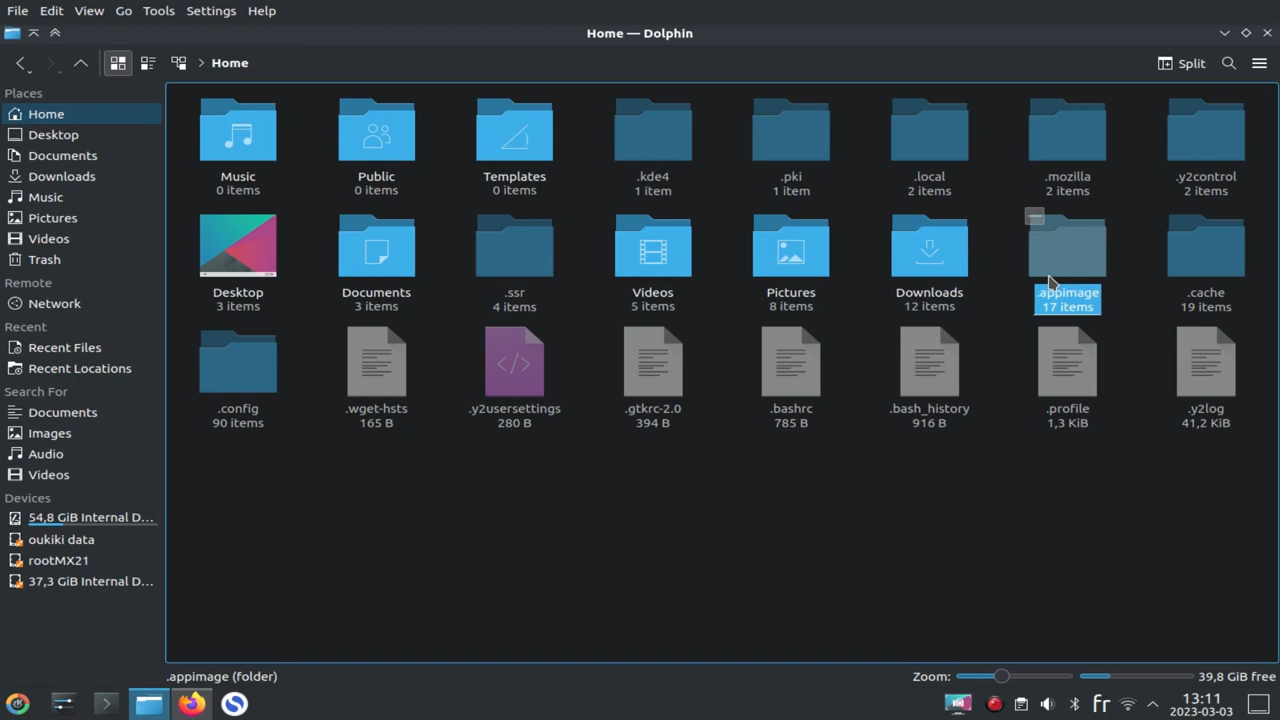 File Edit View Go Tools Settings Help
Home — Dolphin
Home
Split
Places
Home
Desktop
Documents
Downloads
Music
Pictures
Videos
Trash
Remote
Network
Recent
Recent Files
Recent Locations
Search For
Documents
Images
Audio
Videos
Devices
54,8 GiB Internal D...
oukiki data
rootMX21
37,3 GiB Internal D...
Music Public Templates .kde4 .pki .local .mozilla .y2control
0 items 0 items 0 items 1 item 1 item 2 items 2 items 2 items
Desktop Documents .ssr Videos Pictures Downloads .appimage .cache
3 items 3 items 4 items 5 items 8 items 12 items 17 items 19 items
.config .wget-hsts .y2usersettings .gtkrc-2.0 .bashrc .bash_history .profile .y2log
90 items 165 B 280 B 394 B 785 B 916 B 1,3 KiB 41,2 KiB
.appimage (folder) Zoom: 39,8 GiB free
fr 13:11
2023-03-03